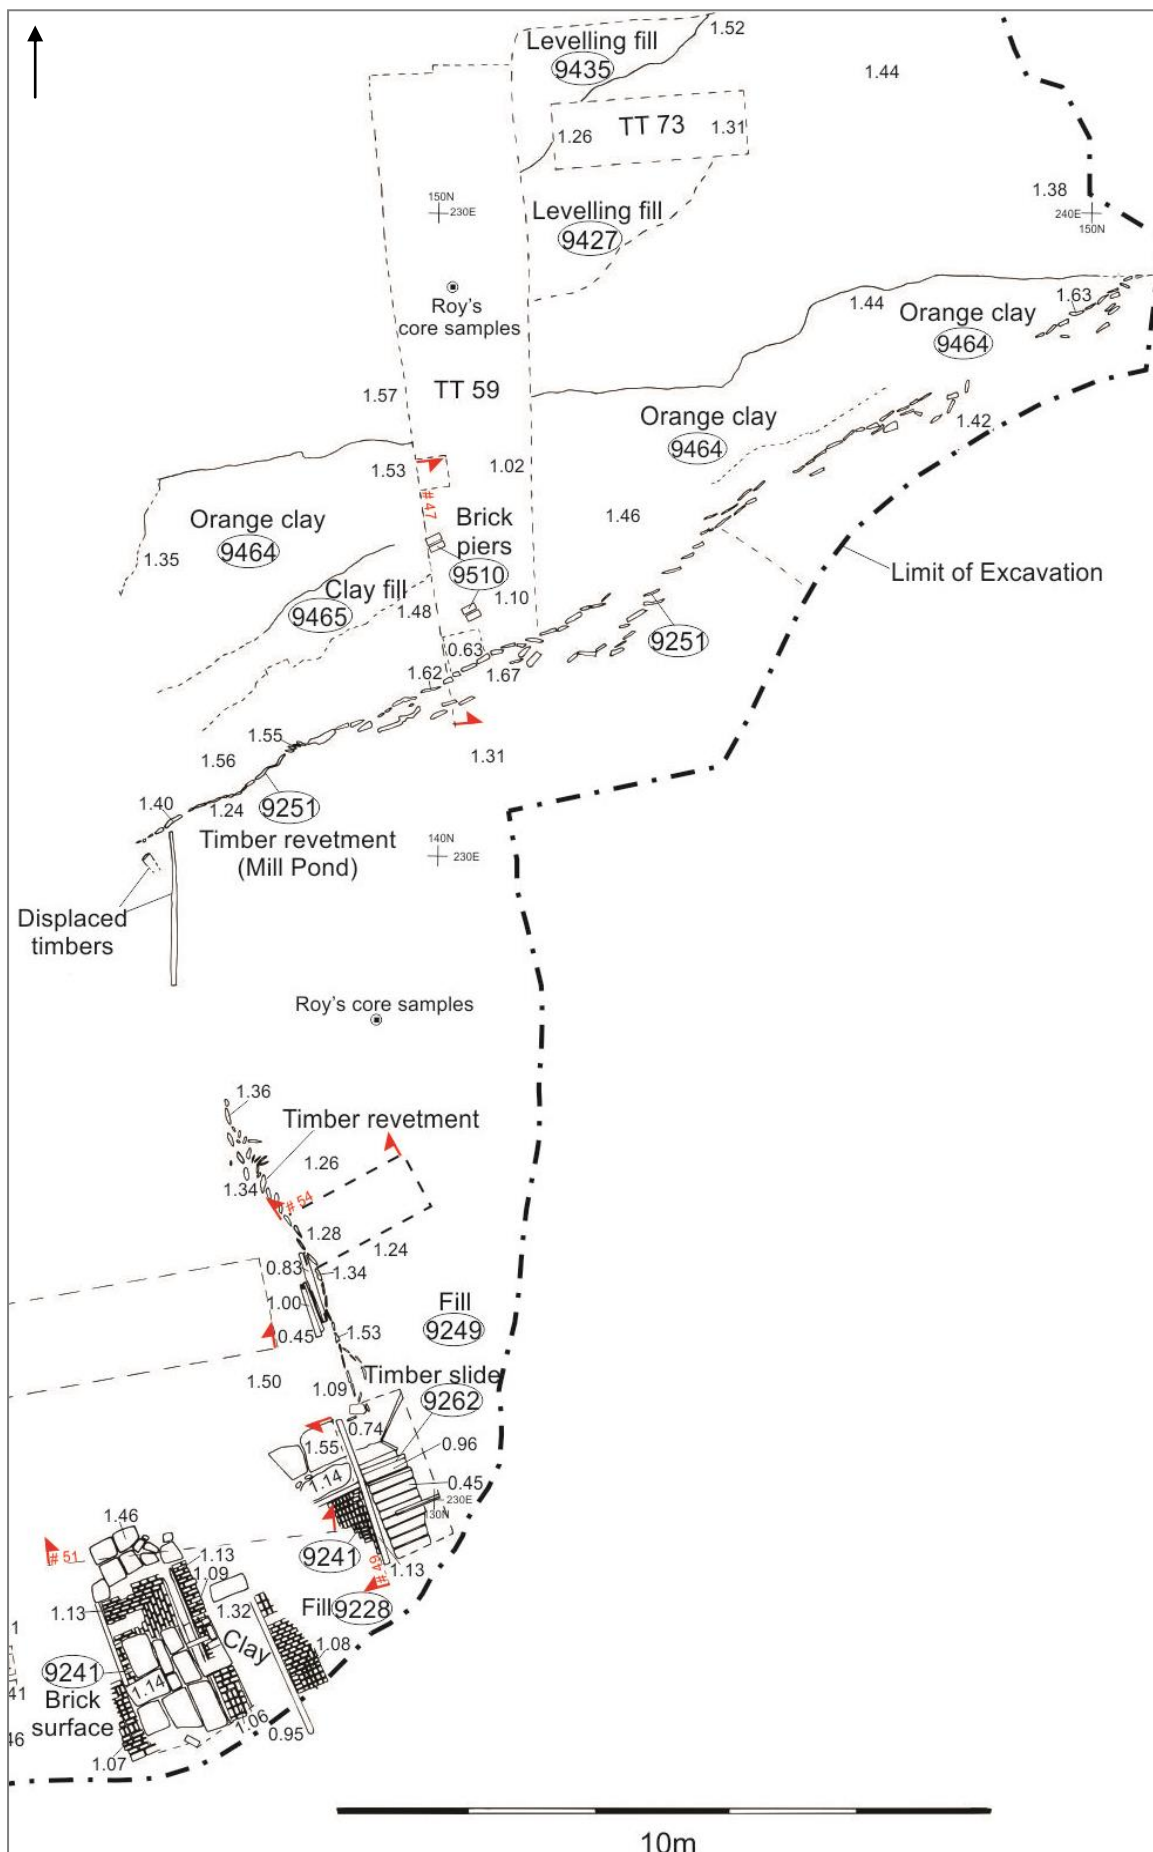 1.52
Levelling fill
9435
1.44
1.26
TT 73
1.31
150N
230E
1.38
240E
150N
Levelling fill
9427
Roy's
core samples
1.44
1.63
Orange clay
9464
1.57
TT 59
Orange clay
9464
1.42
1.53
1.02
# 47
Brick
piers
9510
1.46
Orange clay
9464
1.35
Limit of Excavation
Clay fill
9465
1.48
1.10
0.63
9251
1.62
1.67
1.55
1.56
1.31
1.40
1.24
9251
Timber revetment
(Mill Pond)
140N
230E
Displaced
timbers
Roy's core samples
1.36
Timber revetment
1.26
1.34
# 54
1.28
1.24
0.83
1.34
1.00
0.45
1.53
Fill
9249
1.50
1.09
Timber slide
9262
0.74
1.55
0.96
1.14
0.45
230E
130N
1.46
# 51
9241
# 49
1.13
1.13
1.09
1.13
1.32
Fill 9228
Clay
1.08
1
9241
1.14
41
Brick
surface
46
1.06
0.95
1.07
10m